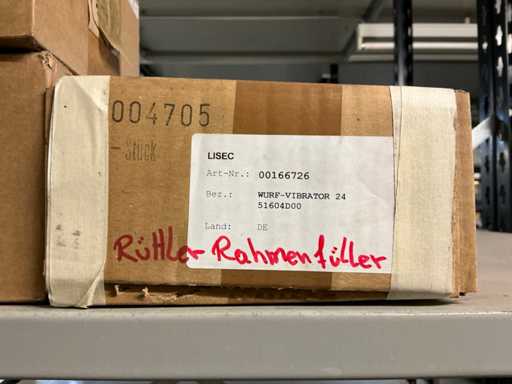 004705
- Stück
LISEC
Art-Nr.: 00166726
Bez.: WURF-VIBRATOR 24
51604D00
Land: DE
Rüttler Rahmenfüller